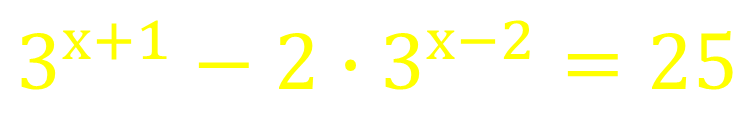 3^{x+1} − 2 · 3^{x−2} = 25